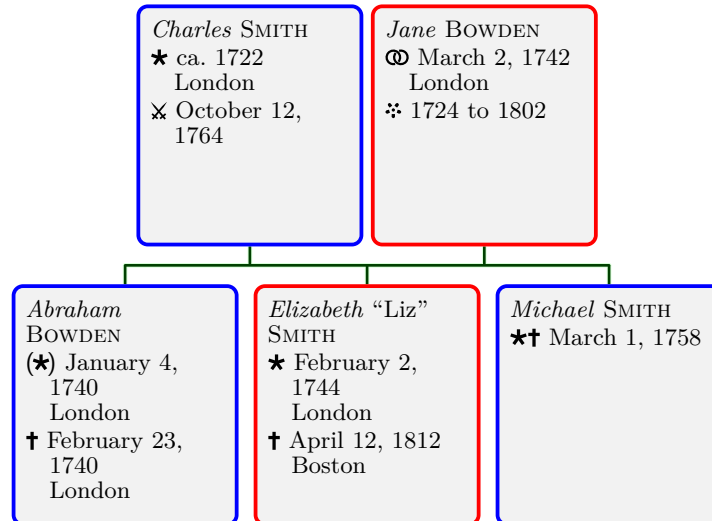 Charles SMITH
* ca. 1722
London
⚔ October 12,
1764
Jane BOWDEN
⚭ March 2, 1742
London
⁘ 1724 to 1802
Abraham
BOWDEN
(*) January 4,
1740
London
† February 23,
1740
London
Elizabeth “Liz”
SMITH
* February 2,
1744
London
† April 12, 1812
Boston
Michael SMITH
*† March 1, 1758